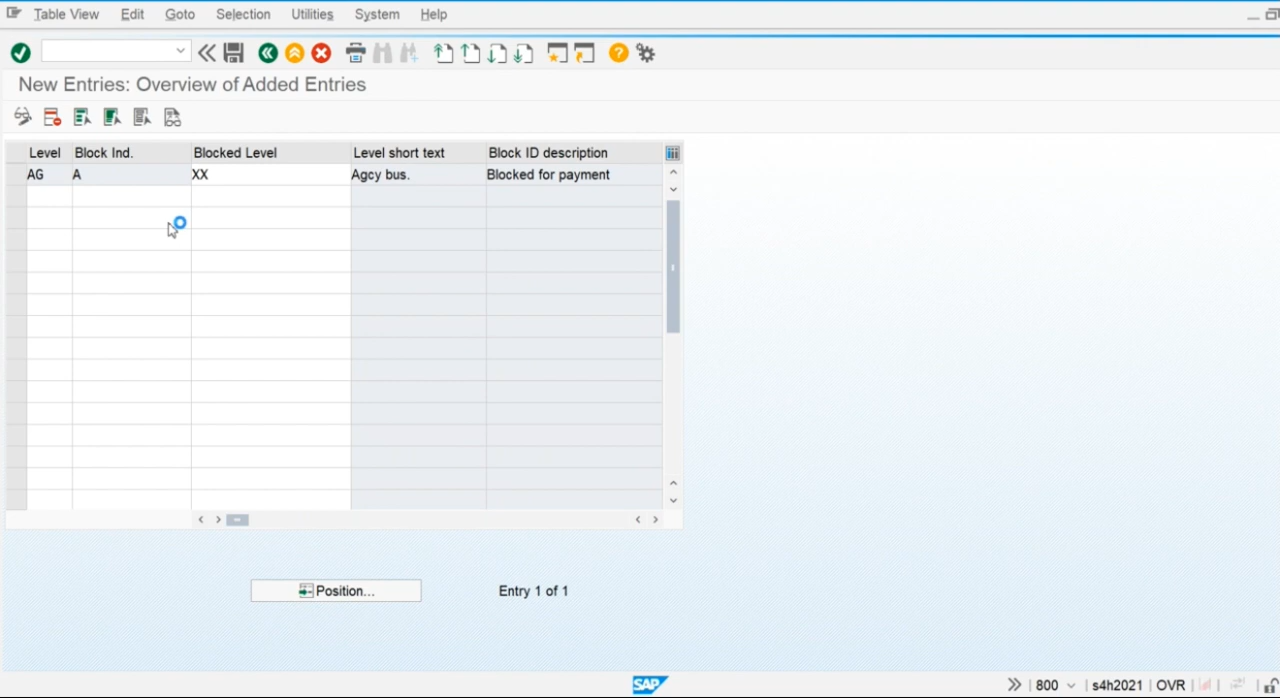 Table View Edit Goto Selection Utilities System Help
New Entries: Overview of Added Entries
Level Block Ind. Blocked Level Level short text Block ID description
AG A XX Agcy bus. Blocked for payment
Position... Entry 1 of 1
SAP 800 s4h2021 OVR